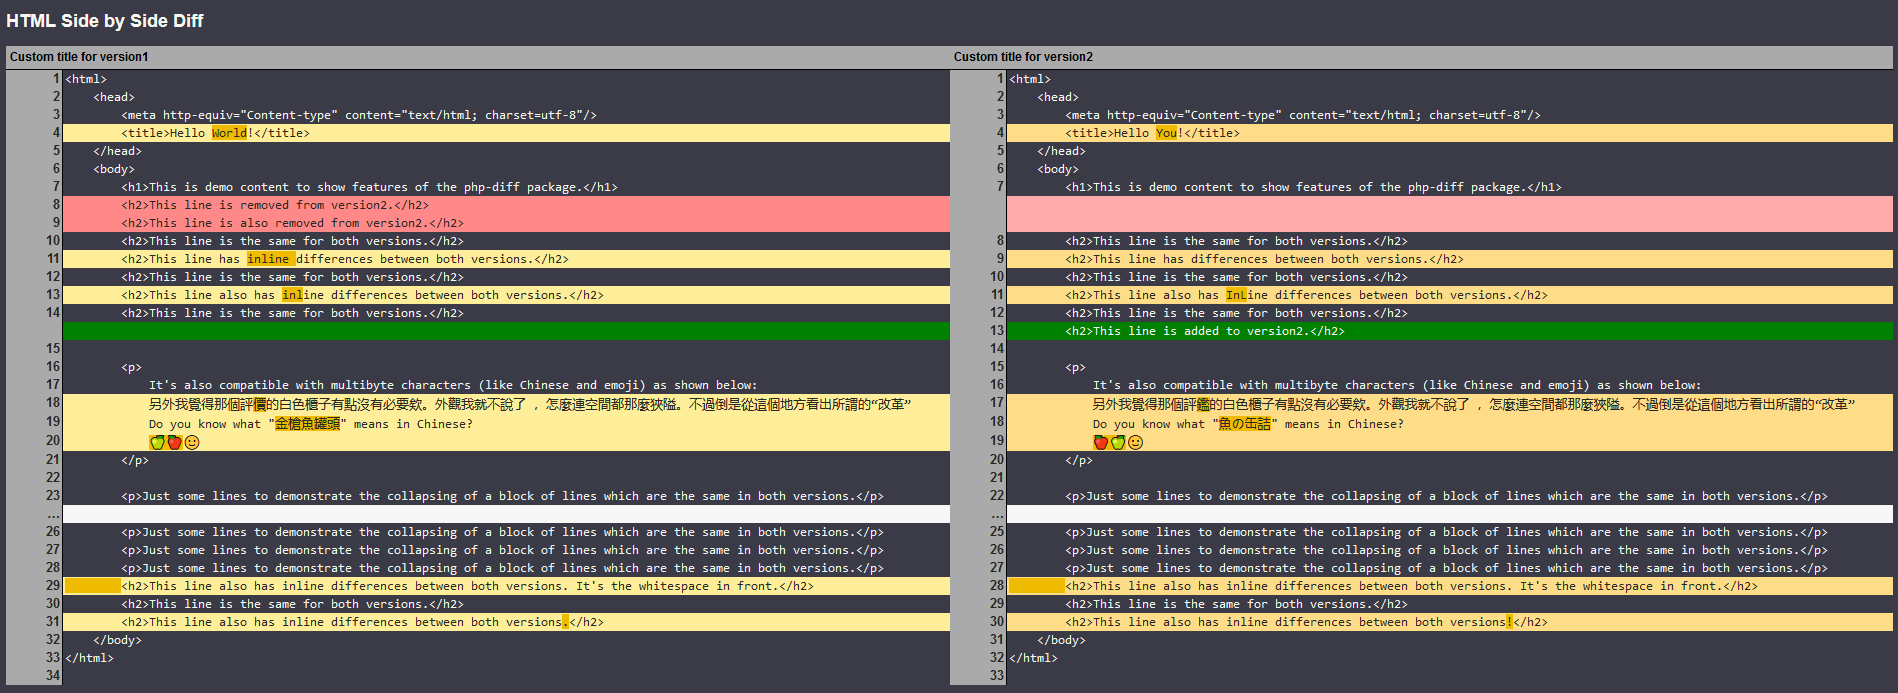 HTML Side by Side Diff
Custom title for version1
1 <html>
2 <head>
3 <meta http-equiv="Content-type" content="text/html; charset=utf-8"/>
4 <title>Hello World!</title>
5 </head>
6 <body>
7 <h1>This is demo content to show features of the php-diff package.</h1>
8 <h2>This line is removed from version2.</h2>
9 <h2>This line is also removed from version2.</h2>
10 <h2>This line is the same for both versions.</h2>
11 <h2>This line has inline differences between both versions.</h2>
12 <h2>This line is the same for both versions.</h2>
13 <h2>This line also has inline differences between both versions.</h2>
14 <h2>This line is the same for both versions.</h2>
15
16 <p>
17 It's also compatible with multibyte characters (like Chinese and emoji) as shown below:
18 另外我覺得那個評價的白色櫃子有點沒有必要欸。外觀我就不說了 , 怎麼連空間都那麼狹隘。不過倒是從這個地方看出所謂的“改革”
19 Do you know what "金槍魚罐頭" means in Chinese?
20 🍏🍎🙂
21 </p>
22
23 <p>Just some lines to demonstrate the collapsing of a block of lines which are the same in both versions.</p>
...
26 <p>Just some lines to demonstrate the collapsing of a block of lines which are the same in both versions.</p>
27 <p>Just some lines to demonstrate the collapsing of a block of lines which are the same in both versions.</p>
28 <p>Just some lines to demonstrate the collapsing of a block of lines which are the same in both versions.</p>
29 <h2>This line also has inline differences between both versions. It's the whitespace in front.</h2>
30 <h2>This line is the same for both versions.</h2>
31 <h2>This line also has inline differences between both versions.</h2>
32 </body>
33 </html>
34
Custom title for version2
1 <html>
2 <head>
3 <meta http-equiv="Content-type" content="text/html; charset=utf-8"/>
4 <title>Hello You!</title>
5 </head>
6 <body>
7 <h1>This is demo content to show features of the php-diff package.</h1>
8 <h2>This line is the same for both versions.</h2>
9 <h2>This line has differences between both versions.</h2>
10 <h2>This line is the same for both versions.</h2>
11 <h2>This line also has InLine differences between both versions.</h2>
12 <h2>This line is the same for both versions.</h2>
13 <h2>This line is added to version2.</h2>
14
15 <p>
16 It's also compatible with multibyte characters (like Chinese and emoji) as shown below:
17 另外我覺得那個評鑑的白色櫃子有點沒有必要欸。外觀我就不說了 , 怎麼連空間都那麼狹隘。不過倒是從這個地方看出所謂的“改革”
18 Do you know what "魚の缶詰" means in Chinese?
19 🍎🍏🙂
20 </p>
21
22 <p>Just some lines to demonstrate the collapsing of a block of lines which are the same in both versions.</p>
...
25 <p>Just some lines to demonstrate the collapsing of a block of lines which are the same in both versions.</p>
26 <p>Just some lines to demonstrate the collapsing of a block of lines which are the same in both versions.</p>
27 <p>Just some lines to demonstrate the collapsing of a block of lines which are the same in both versions.</p>
28 <h2>This line also has inline differences between both versions. It's the whitespace in front.</h2>
29 <h2>This line is the same for both versions.</h2>
30 <h2>This line also has inline differences between both versions!</h2>
31 </body>
32 </html>
33